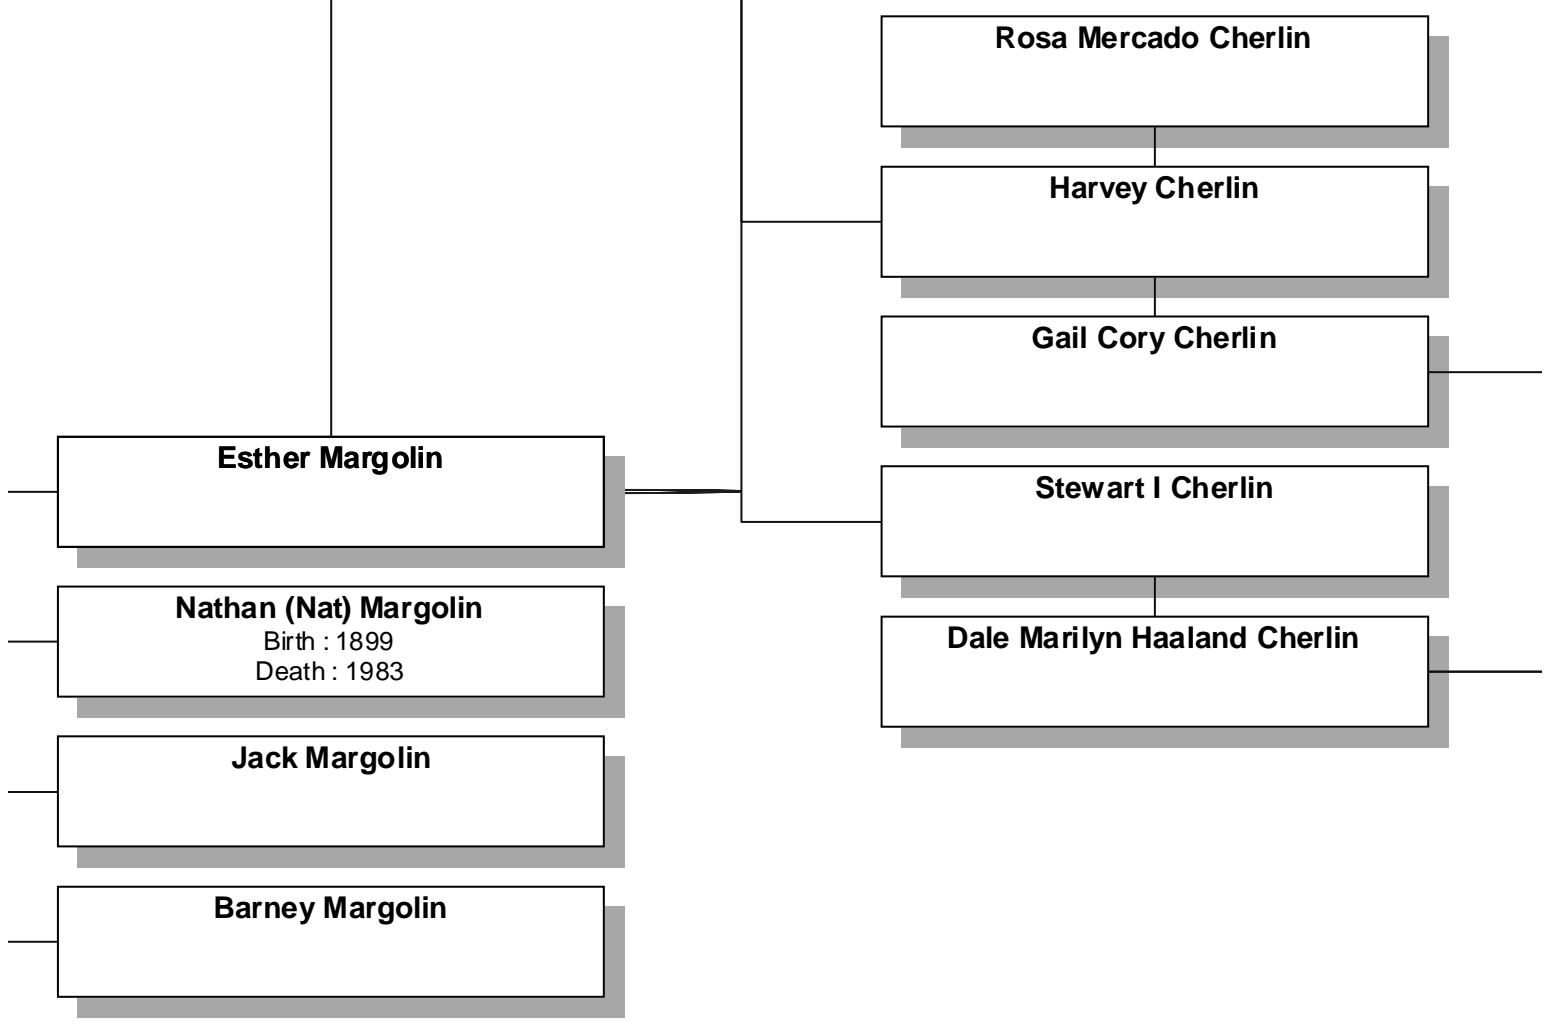 Rosa Mercado Cherlin
Harvey Cherlin
Gail Cory Cherlin
Esther Margolin
Stewart I Cherlin
Nathan (Nat) Margolin
Birth : 1899
Death : 1983
Dale Marilyn Haaland Cherlin
Jack Margolin
Barney Margolin